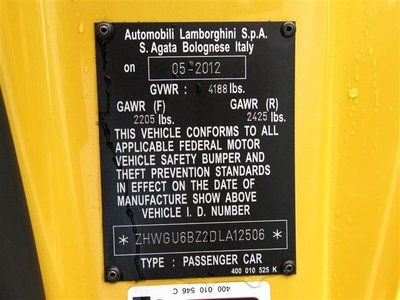 Automobili Lamborghini S.p.A.
S. Agata Bolognese Italy
on 05-2012
GVWR : 4188 lbs.
GAWR (F) GAWR (R)
2205 lbs. 2425 lbs.
THIS VEHICLE CONFORMS TO ALL
APPLICABLE FEDERAL MOTOR
VEHICLE SAFETY BUMPER AND
THEFT PREVENTION STANDARDS
IN EFFECT ON THE DATE OF
MANUFACTURE SHOW ABOVE
VEHICLE I. D. NUMBER
* ZHWGU6BZ2DLA12506 *
TYPE : PASSENGER CAR
400 010 525 K
400 010 546 C